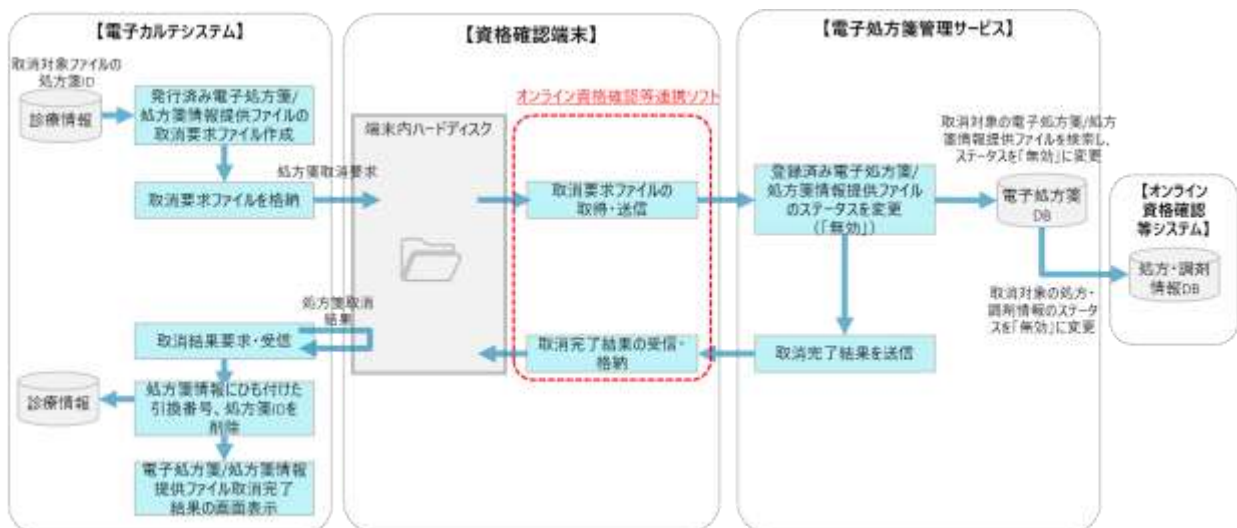 【電子カルテシステム】
取消対象ファイルの
処方箋ID
診療情報
発行済み電子処方箋/
処方箋情報提供ファイルの
取消要求ファイル作成
取消要求ファイルを格納
処方箋取消要求
処方箋取消
結果
取消結果要求・受信
処方箋情報にひも付けた
引換番号、処方箋IDを
削除
診療情報
電子処方箋/処方箋情報
提供ファイル取消完了
結果の画面表示
【資格確認端末】
端末内ハードディスク
オンライン資格確認等連携ソフト
取消要求ファイルの
取得・送信
取消完了結果の受信・
格納
【電子処方箋管理サービス】
登録済み電子処方箋/
処方箋情報提供ファイル
のステータスを変更
(「無効」)
取消完了結果を送信
取消対象の電子処方箋/処方
箋情報提供ファイルを検索し、
ステータスを「無効」に変更
電子処方箋
DB
取消対象の処方・
調剤情報のステータ
スを「無効」に変更
【オンライン
資格確認
等システム】
処方・調剤
情報DB